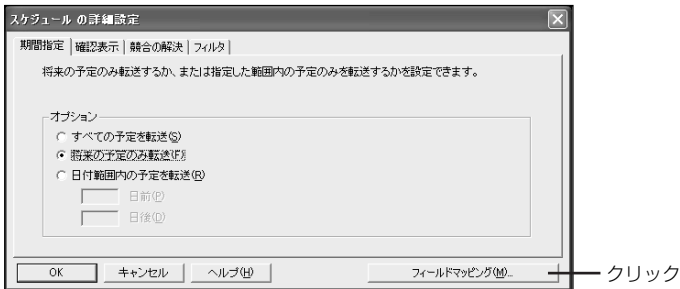 スケジュール の詳細設定
期間指定 確認表示 競合の解決 フィルタ
将来の予定のみ転送するか、または指定した範囲内の予定のみを転送するかを設定できます。
オプション
すべての予定を転送(S)
将来の予定のみ転送(F)
日付範囲内の予定を転送(R)
日前(P)
日後(D)
OK キャンセル ヘルプ(H) フィールドマッピング(M)... クリック